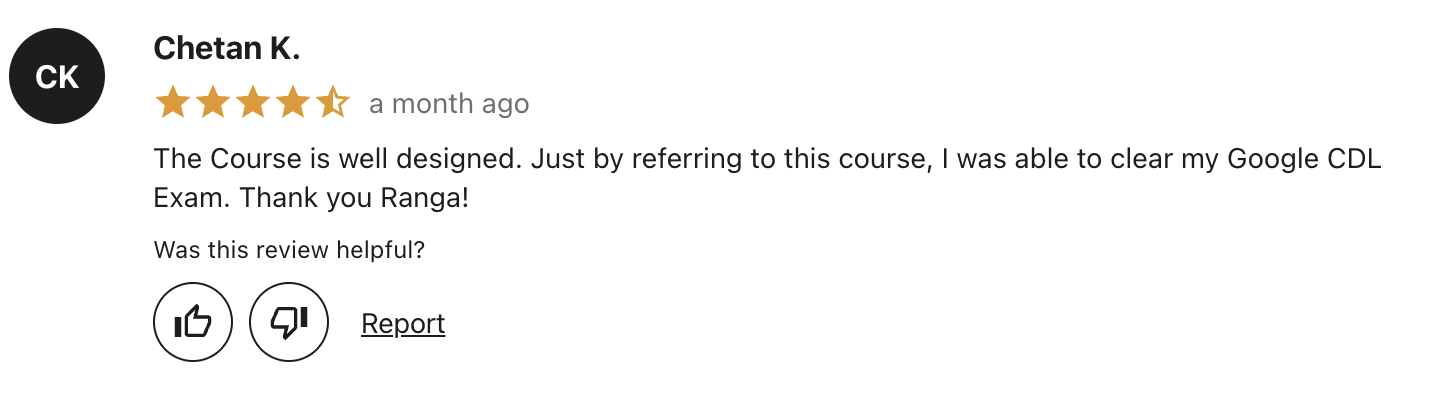 CK
Chetan K.
a month ago
The Course is well designed. Just by referring to this course, I was able to clear my Google CDL
Exam. Thank you Ranga!
Was this review helpful?
Report